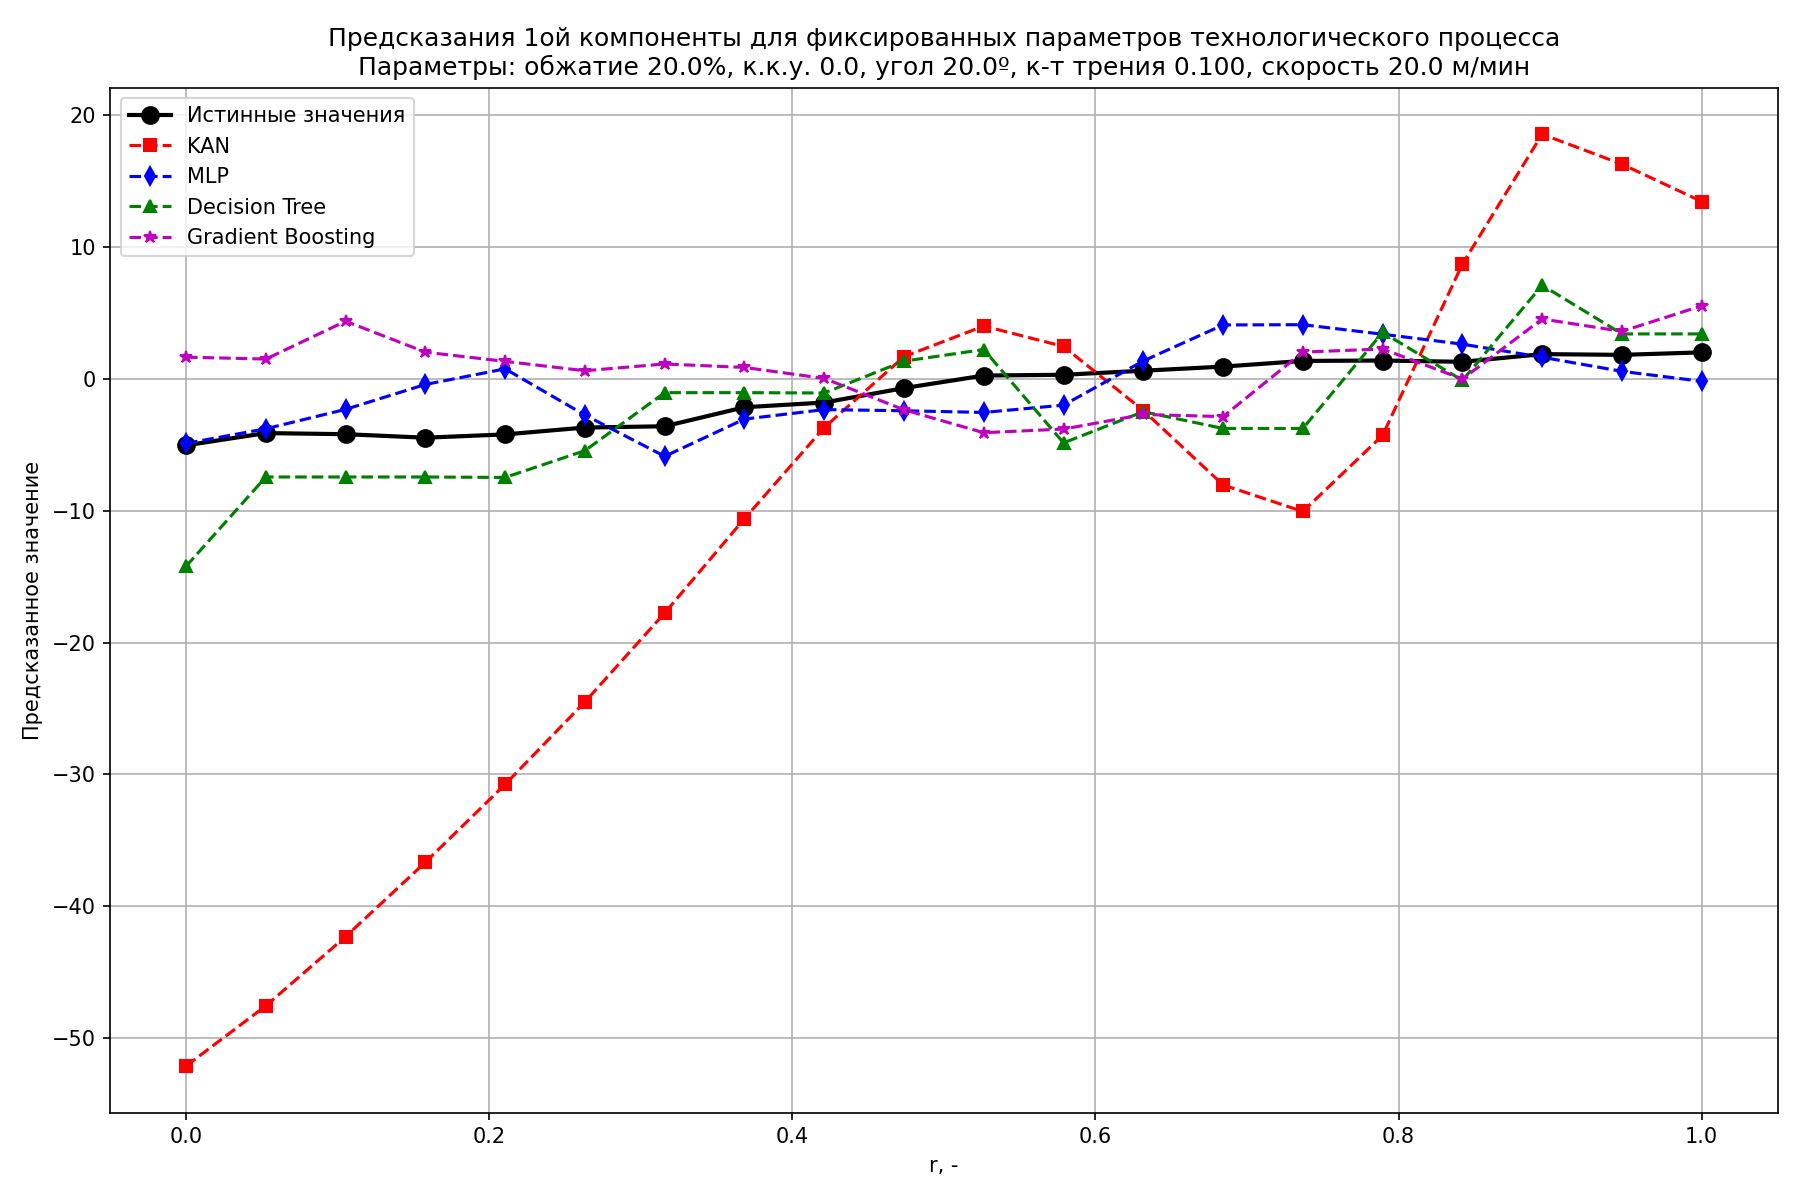 Предсказания 1ой компоненты для фиксированных параметров технологического процесса
Параметры: обжатие 20.0%, к.к.у. 0.0, угол 20.0º, к-т трения 0.100, скорость 20.0 м/мин
Истинные значения
KAN
MLP
Decision Tree
Gradient Boosting
Предсказанное значение
20
10
0
−10
−20
−30
−40
−50
0.0 0.2 0.4 0.6 0.8 1.0
r, -